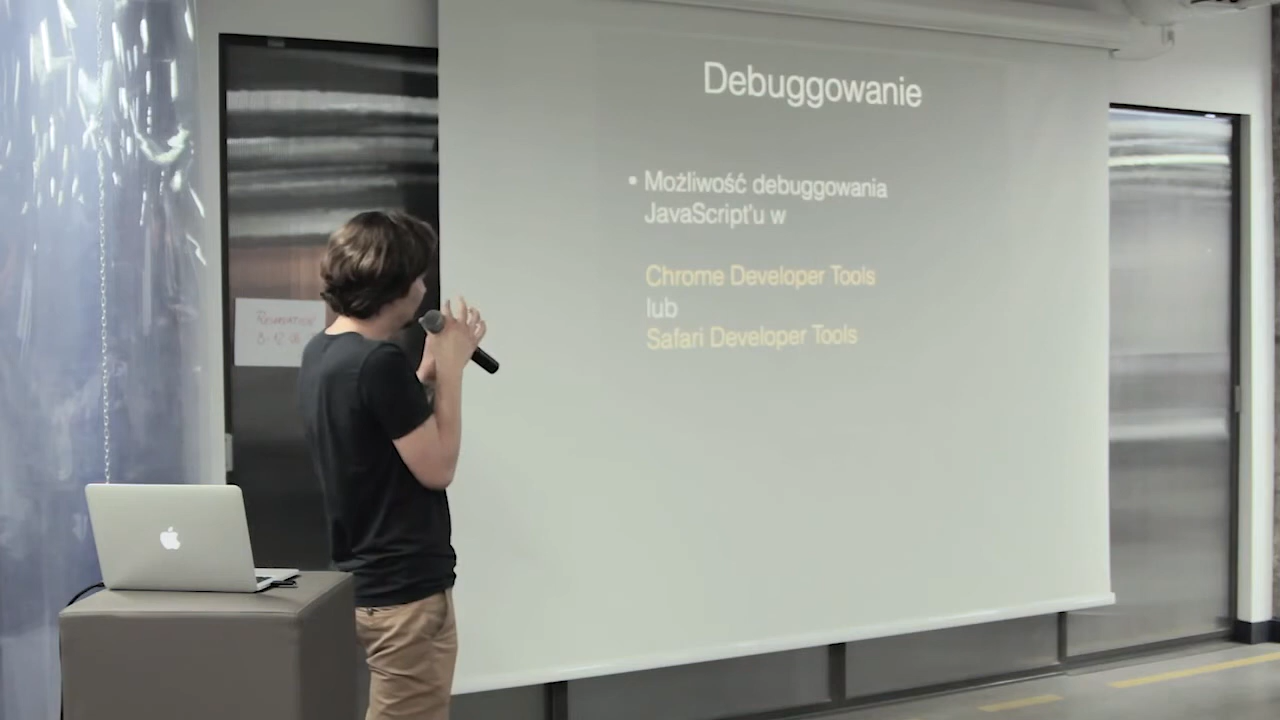 Debuggowanie
• Możliwość debuggowania
JavaScript'u w
Chrome Developer Tools
lub
Safari Developer Tools